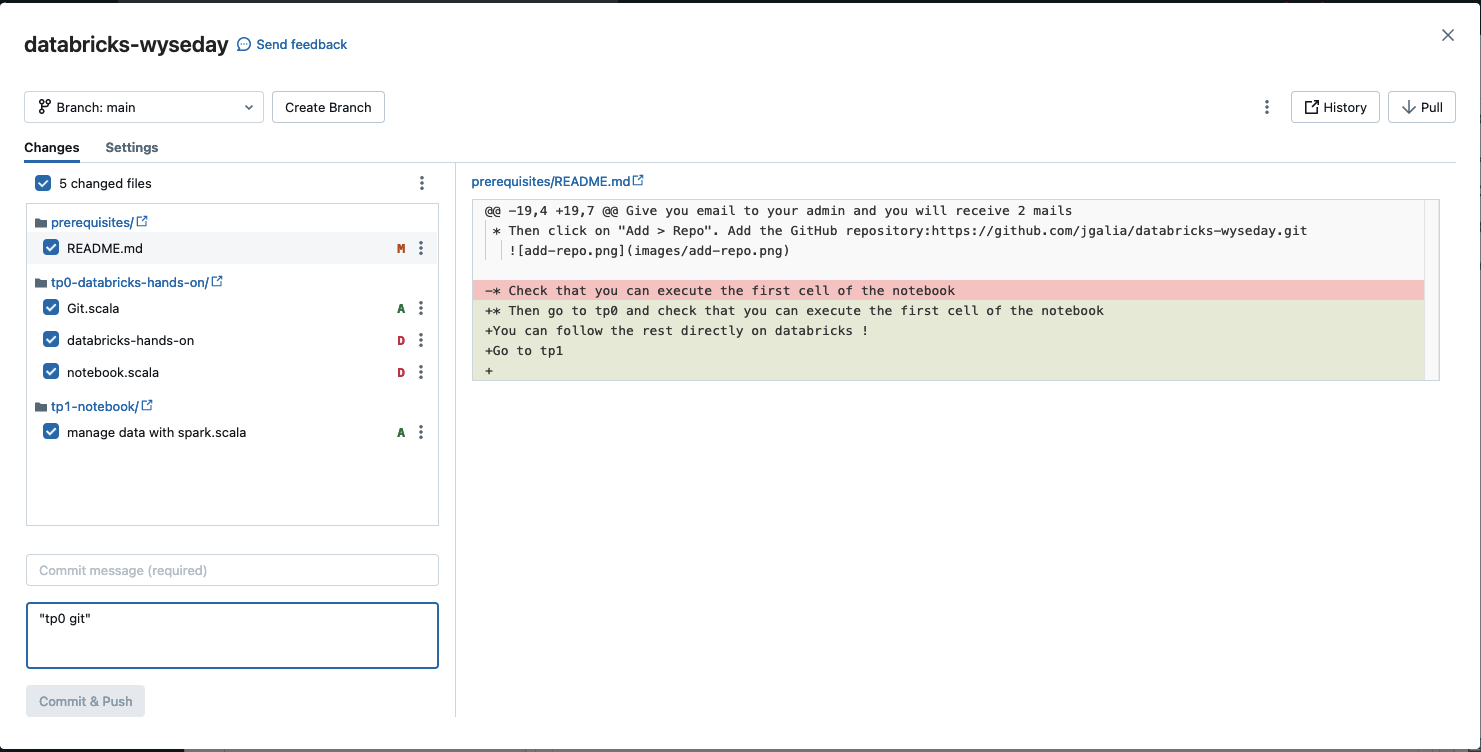 databricks-wyseday Send feedback
Branch: main Create Branch History Pull
Changes Settings
5 changed files
prerequisites/
README.md M
tp0-databricks-hands-on/
Git.scala A
databricks-hands-on D
notebook.scala D
tp1-notebook/
manage data with spark.scala A
Commit message (required)
"tp0 git"
Commit & Push
prerequisites/README.md
@@ -19,4 +19,7 @@ Give you email to your admin and you will receive 2 mails
* Then click on "Add > Repo". Add the GitHub repository:https://github.com/jgalia/databricks-wyseday.git
![add-repo.png](images/add-repo.png)
-* Check that you can execute the first cell of the notebook
+* Then go to tp0 and check that you can execute the first cell of the notebook
+You can follow the rest directly on databricks !
+Go to tp1
+